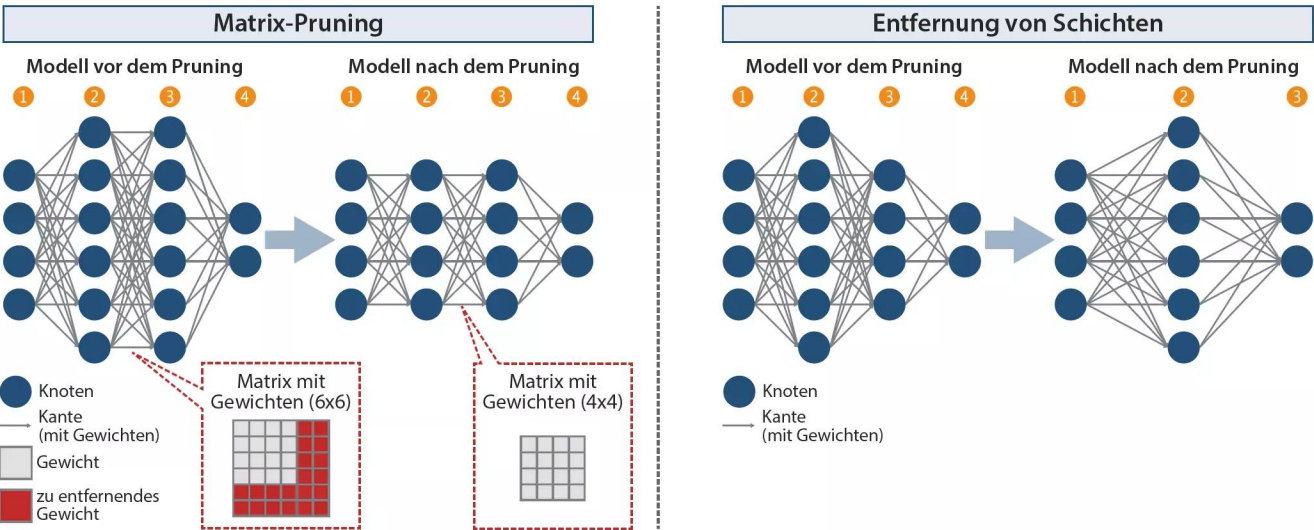 Matrix-Pruning
Modell vor dem Pruning
Modell nach dem Pruning
1 2 3 4
1 2 3 4
Matrix mit
Gewichten (6x6)
Matrix mit
Gewichten (4x4)
Knoten
Kante
(mit Gewichten)
Gewicht
zu entfernendes
Gewicht
Entfernung von Schichten
Modell vor dem Pruning
Modell nach dem Pruning
1 2 3 4
1 2 3
Knoten
Kante
(mit Gewichten)